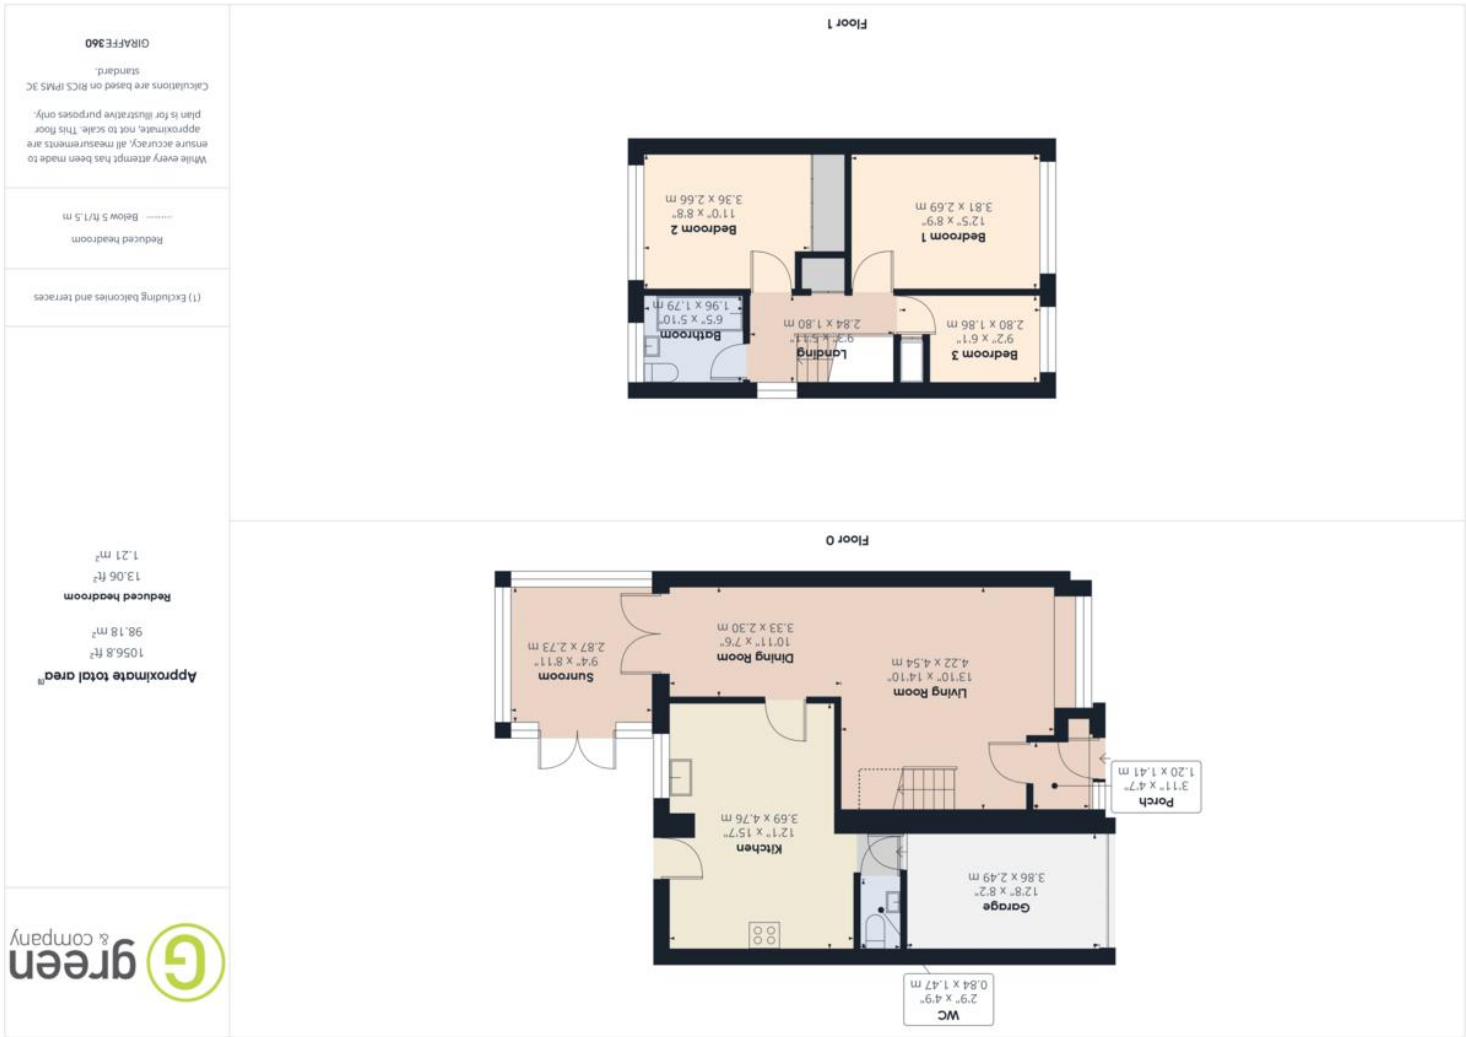 green
& company
Approximate total area(1)
1056.8 ft²
98.18 m²
Reduced headroom
13.06 ft²
1.21 m²
(1) Excluding balconies and terraces
Reduced headroom
Below 5 ft/1.5 m
While every attempt has been made to
ensure accuracy, all measurements are
approximate, not to scale. This floor
plan is for illustrative purposes only.
Calculations are based on RICS IPMS 3C
standard.
GIRAFFE360
WC
2'9" x 4'9"
0.84 x 1.47 m
Garage
12'8" x 8'2"
3.86 x 2.49 m
Kitchen
12'1" x 15'7"
3.69 x 4.76 m
Porch
3'11" x 4'7"
1.20 x 1.41 m
Living Room
13'10" x 14'10"
4.22 x 4.54 m
Dining Room
10'11" x 7'6"
3.33 x 2.30 m
Sunroom
9'4" x 8'11"
2.87 x 2.73 m
Floor 0
Landing
9'3" x 5'11"
2.84 x 1.80 m
Bedroom 3
9'2" x 6'1"
2.80 x 1.86 m
Bathroom
6'5" x 5'10"
1.96 x 1.79 m
Bedroom 1
12'5" x 8'9"
3.81 x 2.69 m
Bedroom 2
11'0" x 8'8"
3.36 x 2.66 m
Floor 1